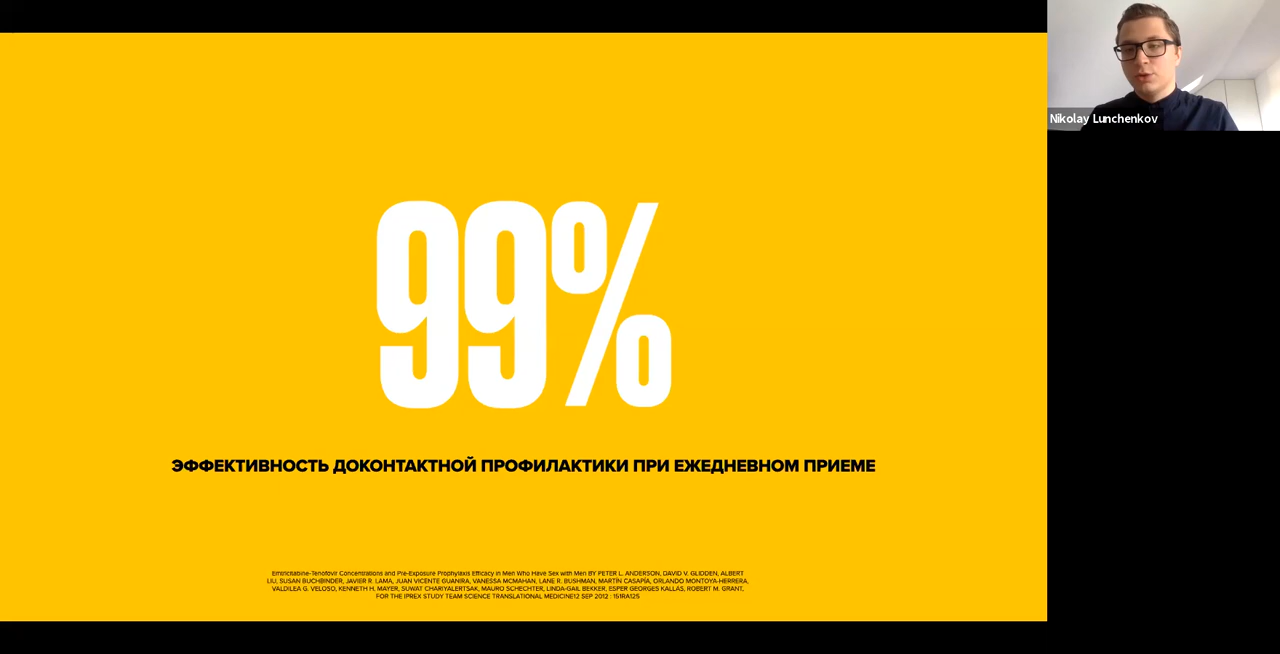 99%
ЭФФЕКТИВНОСТЬ ДОКОНТАКТНОЙ ПРОФИЛАКТИКИ ПРИ ЕЖЕДНЕВНОМ ПРИЕМЕ
Emtricitabine-Tenofovir Concentrations and Pre-Exposure Prophylaxis Efficacy in Men Who Have Sex with Men BY PETER L. ANDERSON, DAVID V. GLIDDEN, ALBERT
LIU, SUSAN BUCHBINDER, JAVIER R. LAMA, JUAN VICENTE GUANIRA, VANESSA MCMAHAN, LANE R. BUSHMAN, MARTÍN CASAPÍA, ORLANDO MONTOYA-HERRERA,
VALDILEA G. VELOSO, KENNETH H. MAYER, SUWAT CHARIYALERTSAK, MAURO SCHECHTER, LINDA-GAIL BEKKER, ESPER GEORGES KALLAS, ROBERT M. GRANT,
FOR THE IPREX STUDY TEAM SCIENCE TRANSLATIONAL MEDICINE12 SEP 2012 : 151RA125
Nikolay Lunchenkov